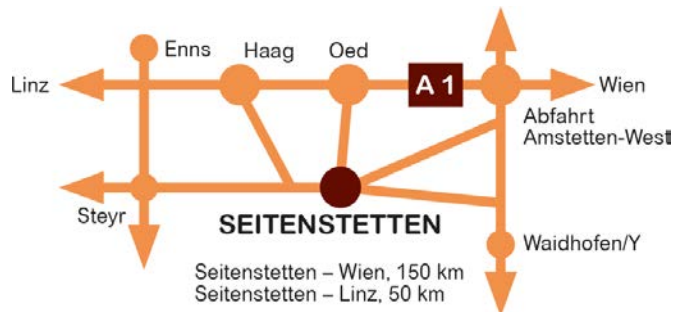 Enns
Haag
Oed
Linz
A 1
Wien
Abfahrt
Amstetten-West
Steyr
SEITENSTETTEN
Waidhofen/Y
Seitenstetten – Wien, 150 km
Seitenstetten – Linz, 50 km